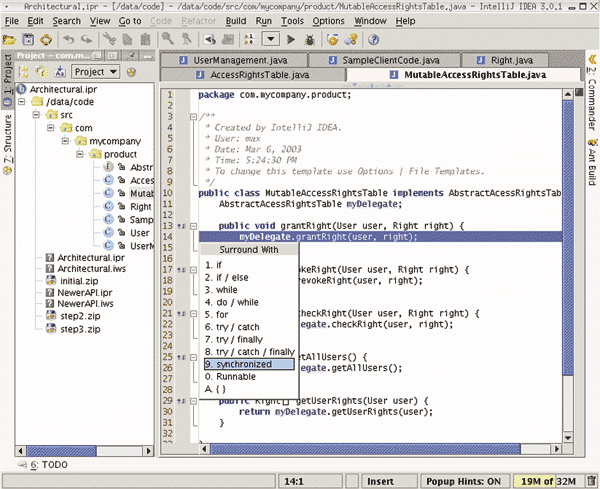 Architectural.ipr - [/data/code] - /data/code/src/com/mycompany/product/MutableAccessRightsTable.java - IntelliJ IDEA 3.0.1
File Edit Search View Go to Code Refactor Build Run Tools Options Window Help
Project - com.m...
Project
Architectural.ipr
/data/code
src
com
mycompany
product
Abstr
Acces
Mutab
Right
Samp
User
UserM
Architectural.ipr
Architectural.iws
initial.zip
NewerAPI.ipr
NewerAPI.iws
step2.zip
step3.zip
1: Project
7: Structure
UserManagement.java SampleClientCode.java Right.java
AccessRightsTable.java MutableAccessRightsTable.java
1 package com.mycompany.product;
2
3 /**
4 * Created by IntelliJ IDEA.
5 * User: max
6 * Date: Mar 6, 2003
7 * Time: 5:24:30 PM
8 * To change this template use Options | File Templates.
9 */
10 public class MutableAccessRightsTable implements AbstractAcessRightsTab
11 AbstractAcessRightsTable myDelegate;
12
13 public void grantRight(User user, Right right) {
14 myDelegate.grantRight(user, right);
15
16
17 okeRight(User user, Right right) {
18 revokeRight(user, right);
19
20
21 checkRight(User user, Right right) {
22 legate.checkRight(user, right);
23
24
25 etAllUsers() {
26 legate.getAllUsers();
27
28
29 public Right[] getUserRights(User user) {
30 return myDelegate.getUserRights(user);
31 }
32
Surround With
1. if
2. if / else
3. while
4. do / while
5. for
6. try / catch
7. try / finally
8. try / catch / finally
9. synchronized
0. Runnable
A. { }
2: Commander
Ant Build
6: TODO
14:1 Insert Popup Hints: ON 19M of 32M